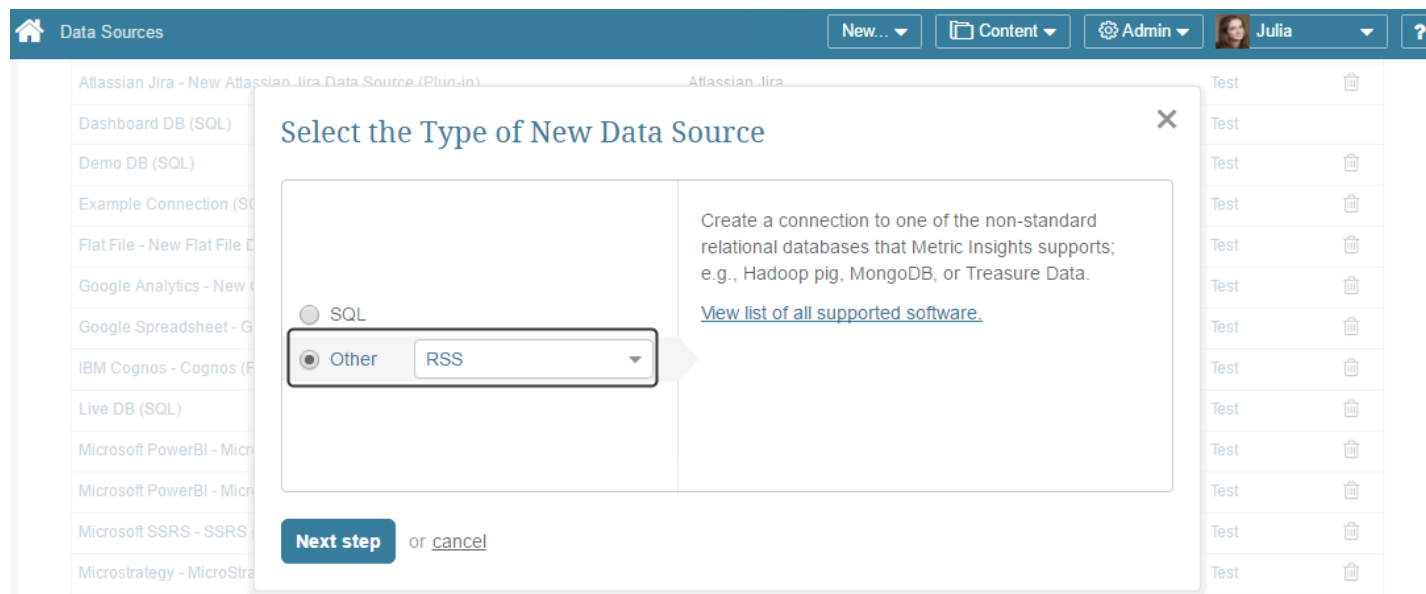 Data Sources New... Content Admin Julia ?
Atlassian Jira - New Atlassian Jira Data Source (Plug-in) Atlassian Jira Test
Dashboard DB (SQL) Test
Select the Type of New Data Source
Demo DB (SQL) Test
Example Connection Test
Create a connection to one of the non-standard
Flat File - New Flat File Test
relational databases that Metric Insights supports;
e.g., Hadoop pig, MongoDB, or Treasure Data.
Google Analytics - New Test
SQL
View list of all supported software.
Google Spreadsheet - Test
Other RSS
IBM Cognos - Cognos Test
Live DB (SQL) Test
Microsoft PowerBI - Test
Microsoft PowerBI - Test
Microsoft SSRS - SSRS Test
Next step or cancel
Microstrategy - Test